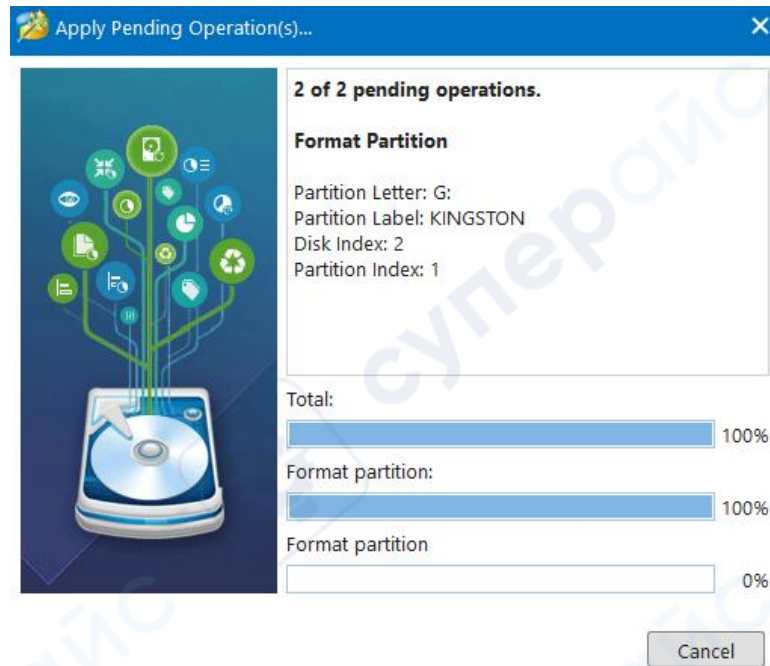 Apply Pending Operation(s)...
2 of 2 pending operations.
Format Partition
Partition Letter: G:
Partition Label: KINGSTON
Disk Index: 2
Partition Index: 1
Total:
100%
Format partition:
100%
Format partition
0%
Cancel
суперайс